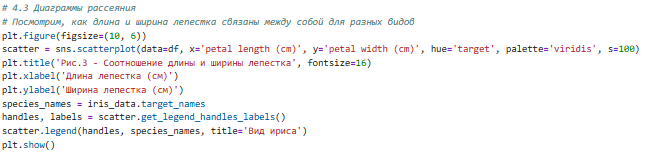 # 4.3 Диаграммы рассеяния
# Посмотрим, как длина и ширина лепестка связаны между собой для разных видов
plt.figure(figsize=(10, 6))
scatter = sns.scatterplot(data=df, x='petal length (cm)', y='petal width (cm)', hue='target', palette='viridis', s=100)
plt.title('Рис.3 - Соотношение длины и ширины лепестка', fontsize=16)
plt.xlabel('Длина лепестка (см)')
plt.ylabel('Ширина лепестка (см)')
species_names = iris_data.target_names
handles, labels = scatter.get_legend_handles_labels()
scatter.legend(handles, species_names, title='Вид ириса')
plt.show()